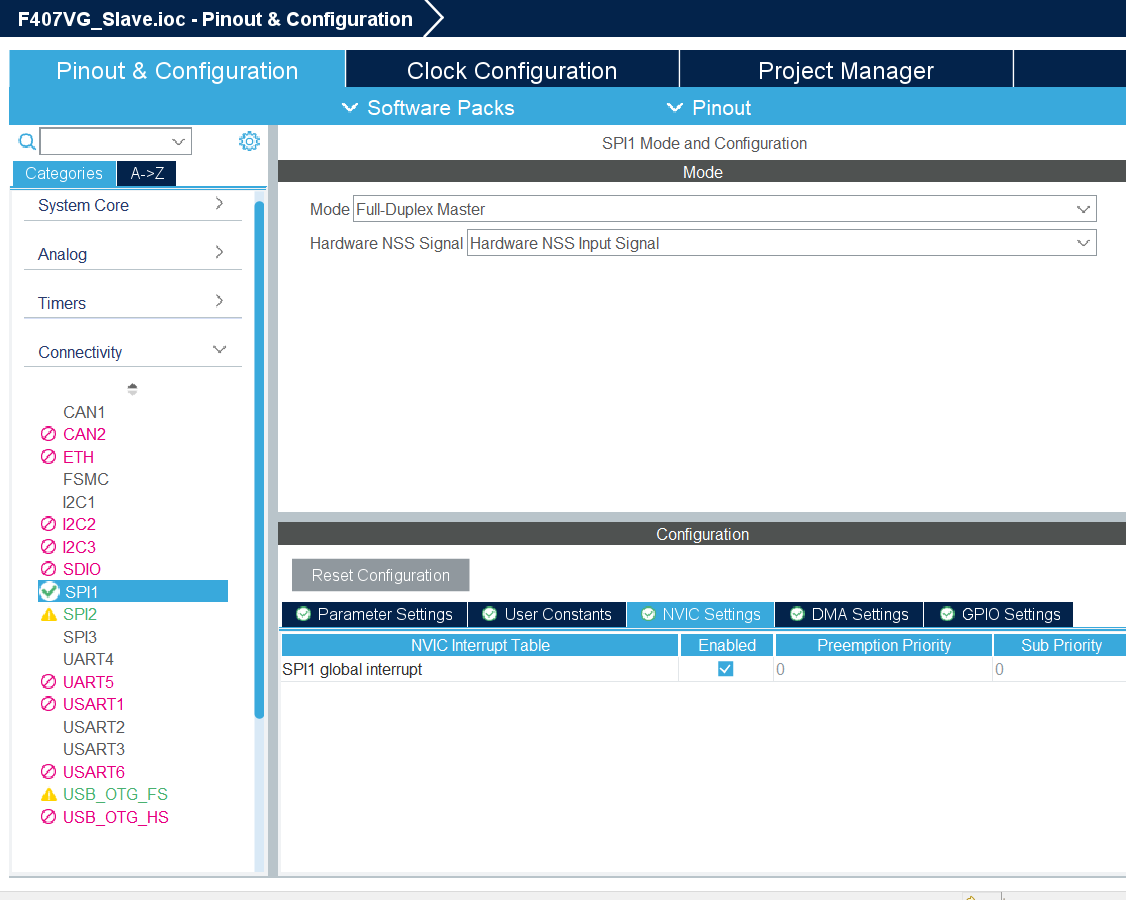 F407VG_Slave.ioc - Pinout & Configuration
Pinout & Configuration
Clock Configuration
Project Manager
Software Packs
Pinout
SPI1 Mode and Configuration
Categories
A->Z
Mode
System Core
Mode Full-Duplex Master
Hardware NSS Signal Hardware NSS Input Signal
Analog
Timers
Connectivity
CAN1
CAN2
ETH
FSMC
I2C1
I2C2
I2C3
SDIO
SPI1
SPI2
SPI3
UART4
UART5
USART1
USART2
USART3
USART6
USB_OTG_FS
USB_OTG_HS
Configuration
Reset Configuration
Parameter Settings
User Constants
NVIC Settings
DMA Settings
GPIO Settings
NVIC Interrupt Table Enabled Preemption Priority Sub Priority
SPI1 global interrupt 0 0